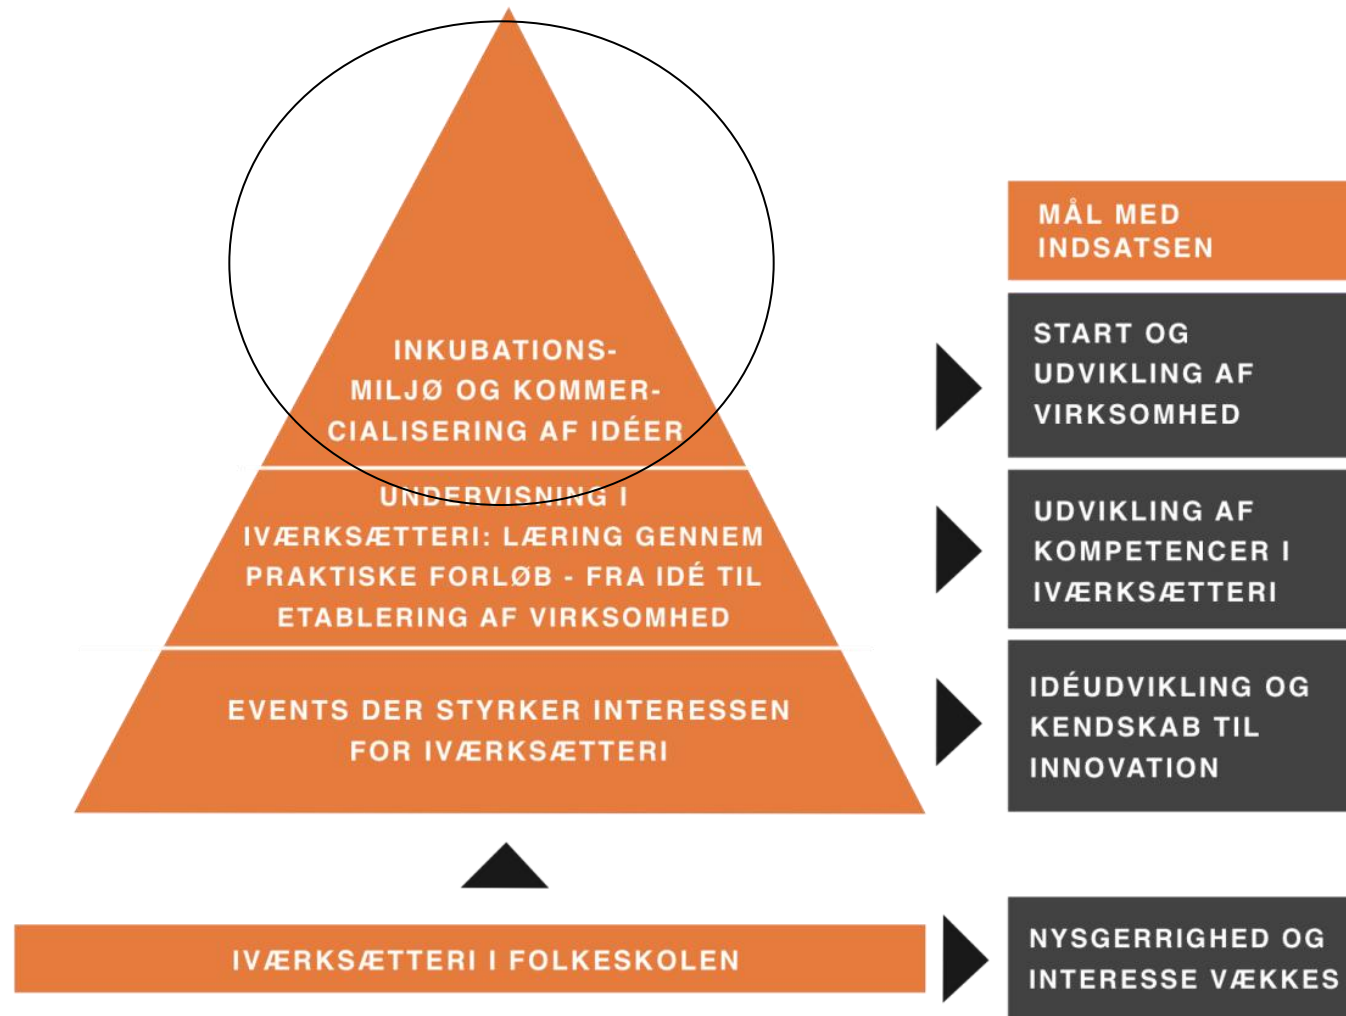 INKUBATIONS-
MILJØ OG KOMMER-
CIALISERING AF IDÉER
UNDERVISNING I
IVÆRKSÆTTERI: LÆRING GENNEM
PRAKTISKE FORLØB - FRA IDÉ TIL
ETABLERING AF VIRKSOMHED
EVENTS DER STYRKER INTERESSEN
FOR IVÆRKSÆTTERI
IVÆRKSÆTTERI I FOLKESKOLEN
MÅL MED
INDSATSEN
START OG
UDVIKLING AF
VIRKSOMHED
UDVIKLING AF
KOMPETENCER I
IVÆRKSÆTTERI
IDÉUDVIKLING OG
KENDSKAB TIL
INNOVATION
NYSGERRIGHED OG
INTERESSE VÆKKES